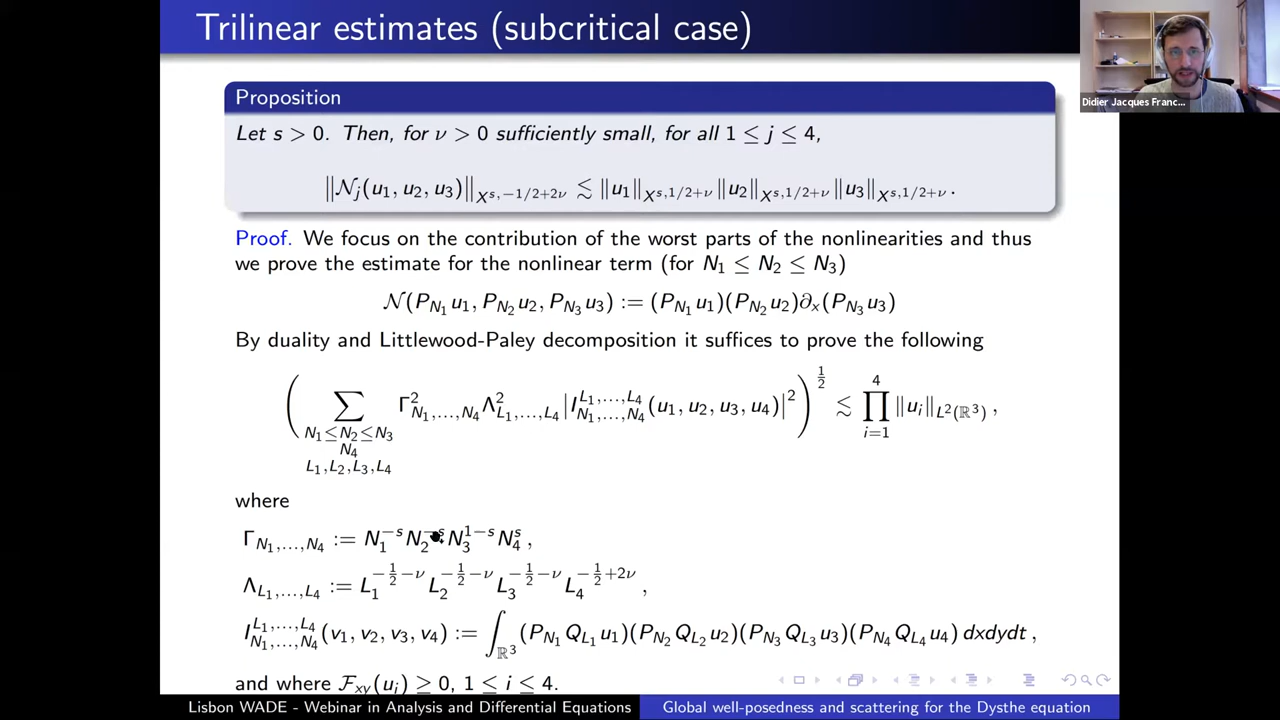 Trilinear estimates (subcritical case)
Didier Jacques Franc...
Proposition
Let s > 0. Then, for ν > 0 sufficiently small, for all 1 ≤ j ≤ 4,
‖𝒩_j(u_1, u_2, u_3)‖_{X^{s,−1/2+2ν}} ≲ ‖u_1‖_{X^{s,1/2+ν}} ‖u_2‖_{X^{s,1/2+ν}} ‖u_3‖_{X^{s,1/2+ν}} .
Proof. We focus on the contribution of the worst parts of the nonlinearities and thus
we prove the estimate for the nonlinear term (for N_1 ≤ N_2 ≤ N_3)
𝒩(P_{N_1}u_1, P_{N_2}u_2, P_{N_3}u_3) := (P_{N_1}u_1)(P_{N_2}u_2)∂_x(P_{N_3}u_3)
By duality and Littlewood-Paley decomposition it suffices to prove the following
( ∑_{N_1≤N_2≤N_3, N_4, L_1,L_2,L_3,L_4} Γ²_{N_1,...,N_4} Λ²_{L_1,...,L_4} |I^{L_1,...,L_4}_{N_1,...,N_4}(u_1, u_2, u_3, u_4)|² )^{1/2} ≲ ∏_{i=1}^{4} ‖u_i‖_{L²(ℝ³)} ,
where
Γ_{N_1,...,N_4} := N_1^{−s} N_2^{−s} N_3^{1−s} N_4^{s} ,
Λ_{L_1,...,L_4} := L_1^{−1/2−ν} L_2^{−1/2−ν} L_3^{−1/2−ν} L_4^{−1/2+2ν} ,
I^{L_1,...,L_4}_{N_1,...,N_4}(v_1, v_2, v_3, v_4) := ∫_{ℝ³} (P_{N_1}Q_{L_1}u_1)(P_{N_2}Q_{L_2}u_2)(P_{N_3}Q_{L_3}u_3)(P_{N_4}Q_{L_4}u_4) dxdydt ,
and where ℱ_{xy}(u_i) ≥ 0, 1 ≤ i ≤ 4.
Lisbon WADE - Webinar in Analysis and Differential Equations
Global well-posedness and scattering for the Dysthe equation